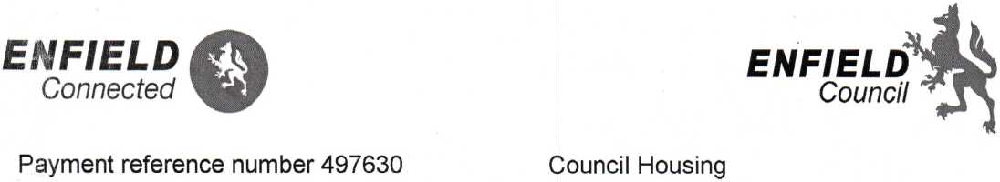 ENFIELD
Connected
ENFIELD
Council
Payment reference number 497630
Council Housing